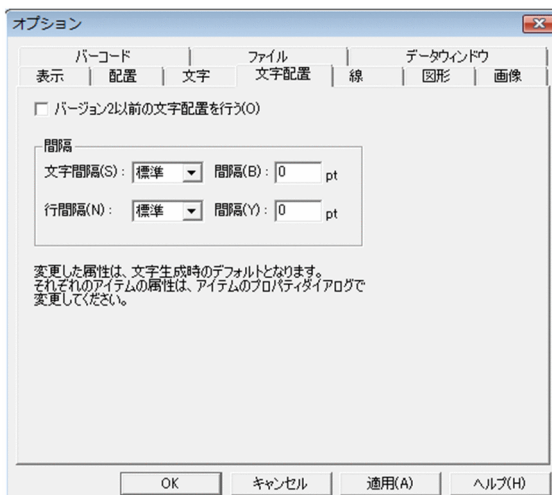 オプション
バーコード ファイル データウィンドウ
表示 配置 文字 文字配置 線 図形 画像
バージョン2以前の文字配置を行う(O)
間隔
文字間隔(S): 標準 間隔(B): 0 pt
行間隔(N): 標準 間隔(Y): 0 pt
変更した属性は、文字生成時のデフォルトとなります。
それぞれのアイテムの属性は、アイテムのプロパティダイアログで
変更してください。
OK キャンセル 適用(A) ヘルプ(H)